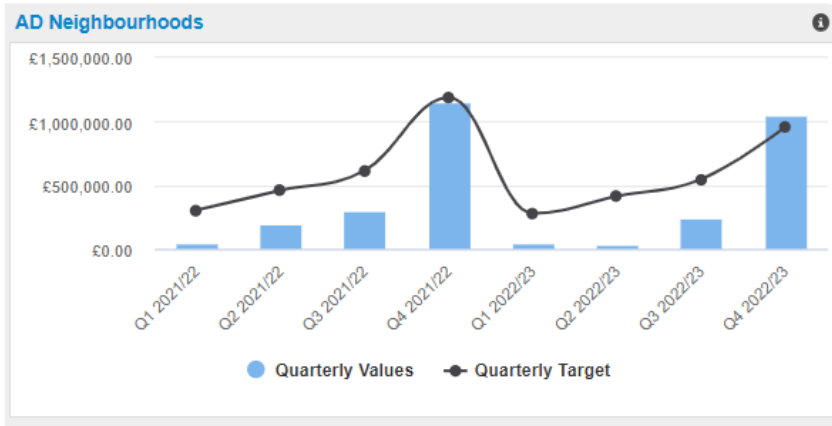 AD Neighbourhoods
£1,500,000.00
£1,000,000.00
£500,000.00
£0.00
Q1 2021/22
Q2 2021/22
Q3 2021/22
Q4 2021/22
Q1 2022/23
Q2 2022/23
Q3 2022/23
Q4 2022/23
Quarterly Values
Quarterly Target